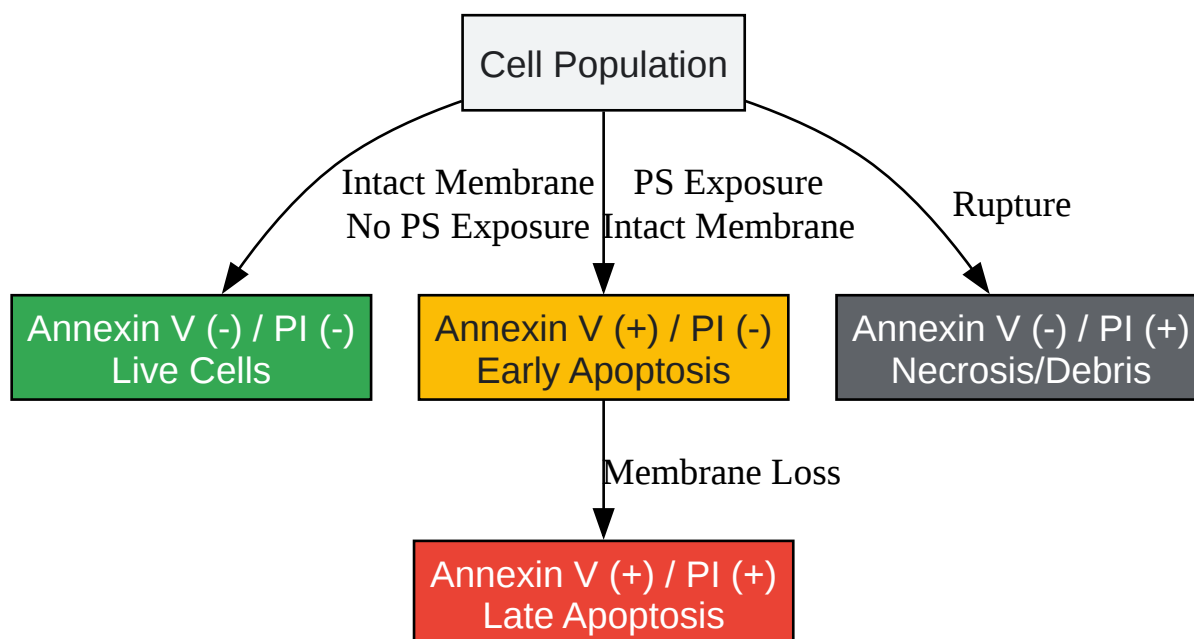 Cell Population
Intact Membrane
No PS Exposure
PS Exposure
Intact Membrane
Rupture
Annexin V (-) / PI (-)
Live Cells
Annexin V (+) / PI (-)
Early Apoptosis
Annexin V (-) / PI (+)
Necrosis/Debris
Membrane Loss
Annexin V (+) / PI (+)
Late Apoptosis